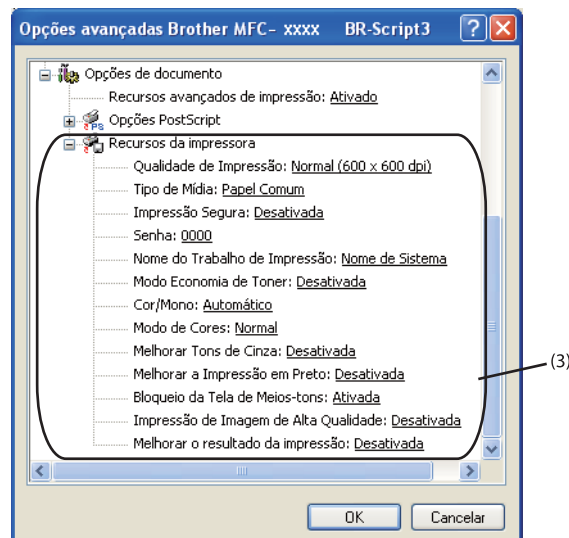 Opções avançadas Brother MFC- xxxx BR-Script3
Opções de documento
Recursos avançados de impressão: Ativado
Opções PostScript
Recursos da impressora
Qualidade de Impressão: Normal (600 x 600 dpi)
Tipo de Mídia: Papel Comum
Impressão Segura: Desativada
Senha: 0000
Nome do Trabalho de Impressão: Nome de Sistema
Modo Economia de Toner: Desativada
Cor/Mono: Automático
Modo de Cores: Normal
Melhorar Tons de Cinza: Desativada
Melhorar a Impressão em Preto: Desativada
Bloqueio da Tela de Meios-tons: Ativada
Impressão de Imagem de Alta Qualidade: Desativada
Melhorar o resultado da impressão: Desativada
(3)
OK Cancelar